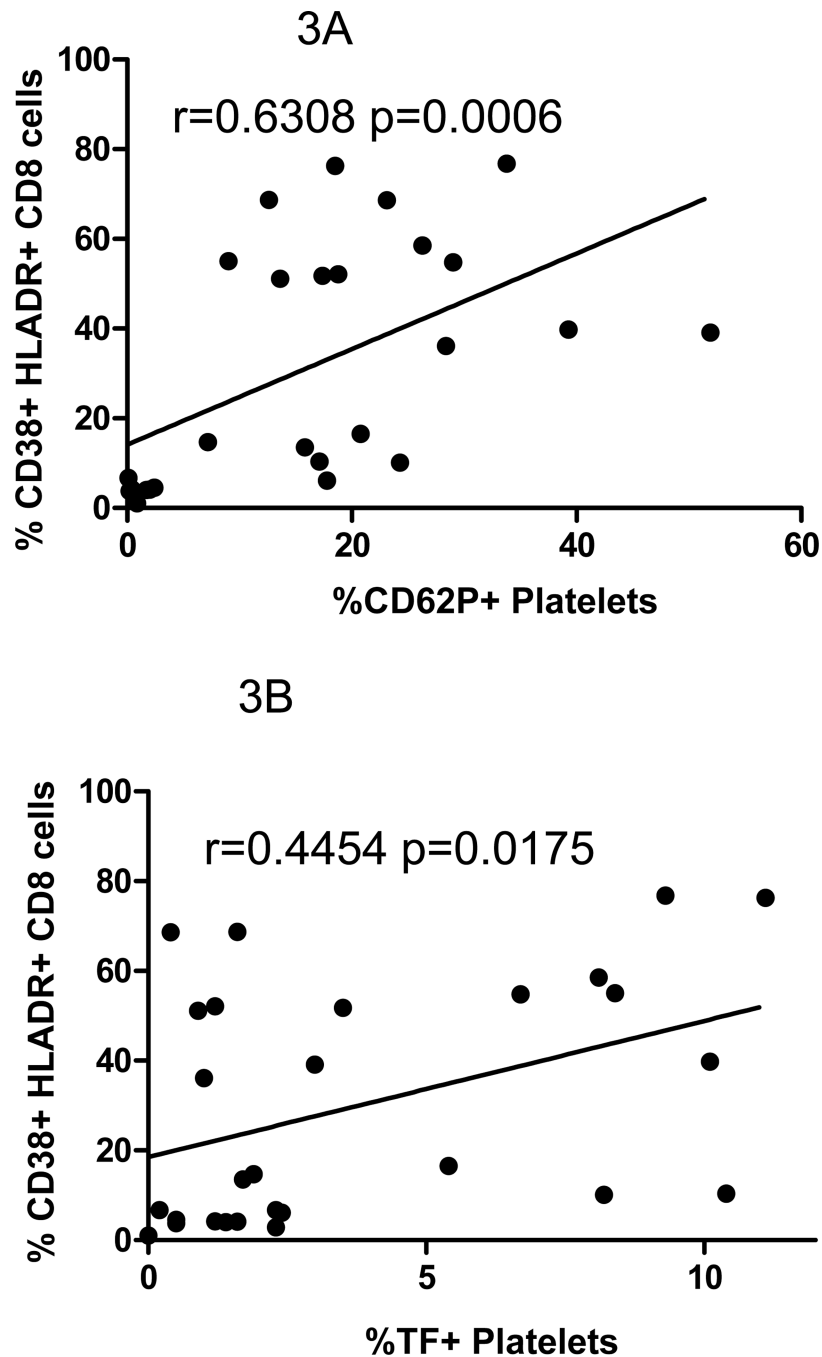 3A
r=0.6308 p=0.0006
% CD38+ HLADR+ CD8 cells
100
80
60
40
20
0
0 20 40 60
%CD62P+ Platelets
3B
r=0.4454 p=0.0175
% CD38+ HLADR+ CD8 cells
100
80
60
40
20
0
0 5 10
%TF+ Platelets